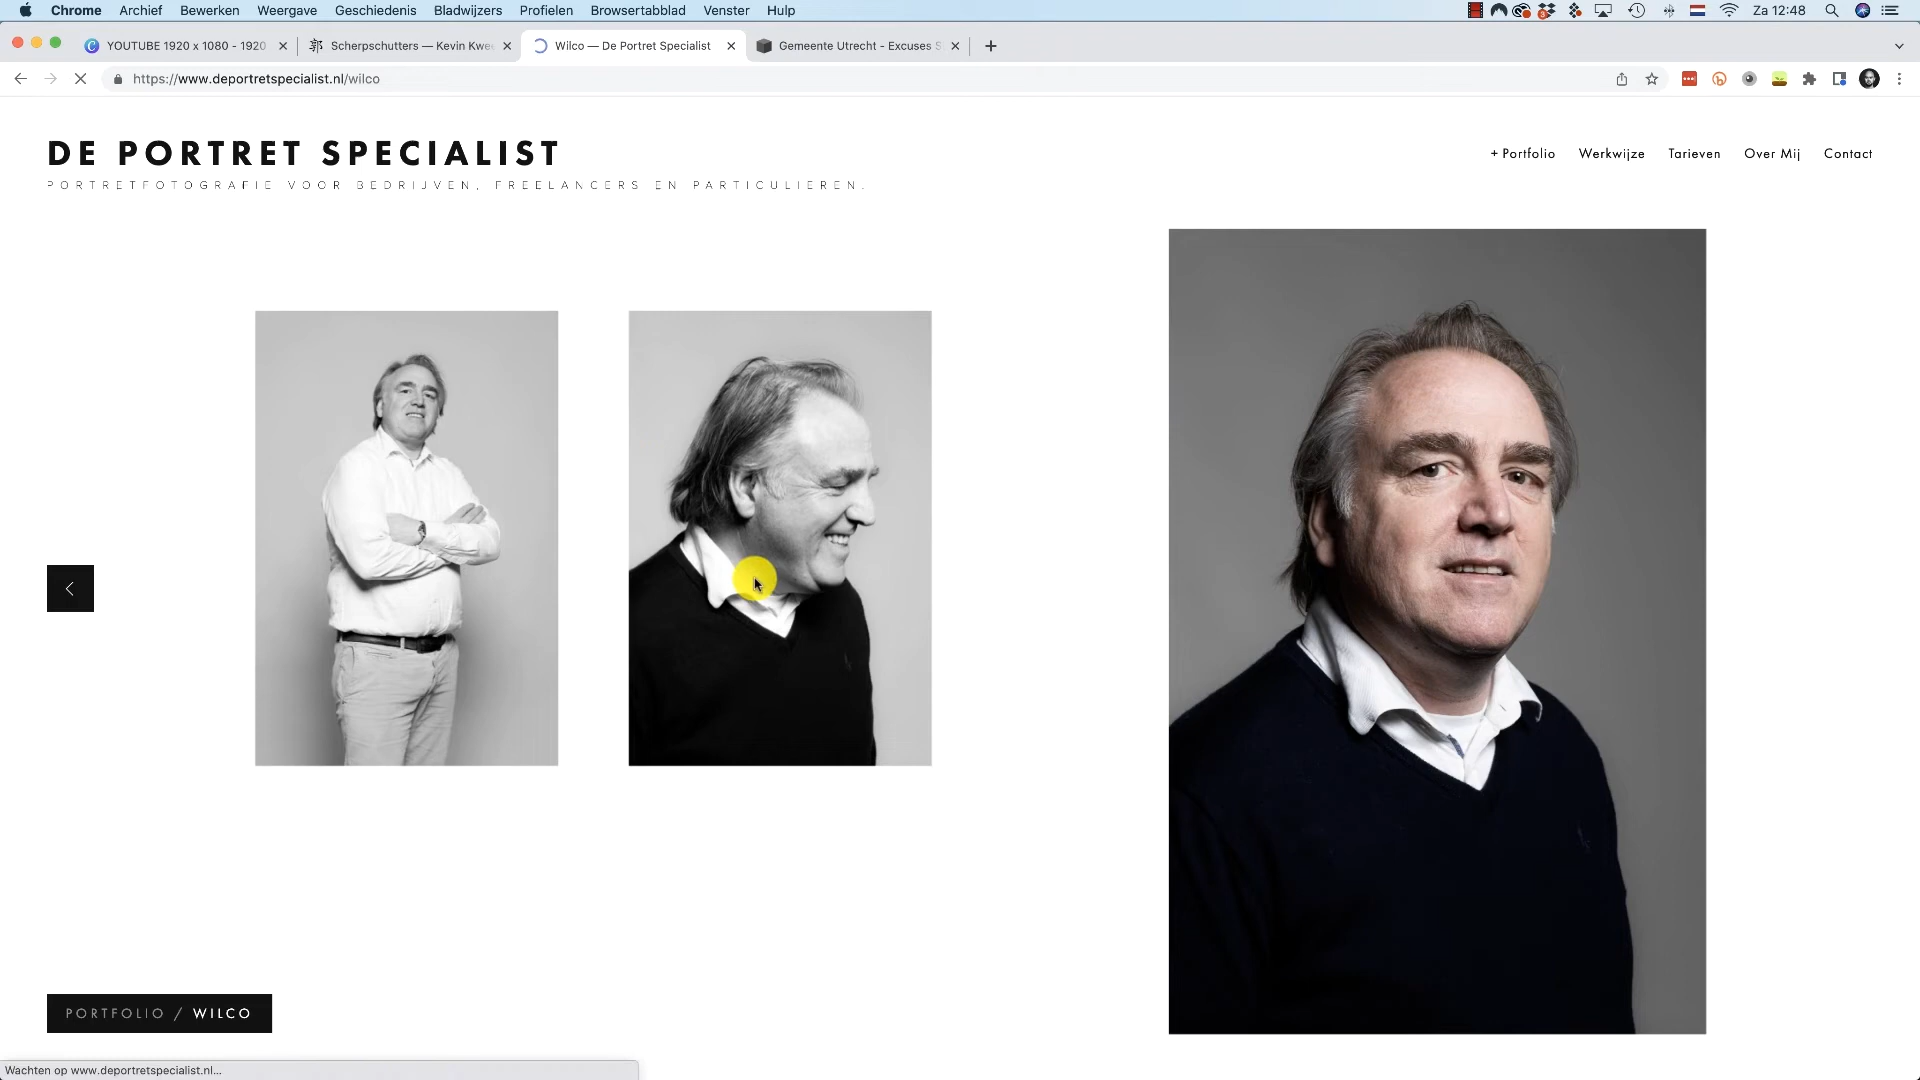 Chrome Archief Bewerken Weergave Geschiedenis Bladwijzers Profielen Browsertabblad Venster Hulp Za 12:48
YOUTUBE 1920 x 1080 - 1920 Scherpschutters — Kevin Kwee Wilco — De Portret Specialist Gemeente Utrecht - Excuses S
https://www.deportretspecialist.nl/wilco
DE PORTRET SPECIALIST
PORTRETFOTOGRAFIE VOOR BEDRIJVEN, FREELANCERS EN PARTICULIEREN.
+ Portfolio Werkwijze Tarieven Over Mij Contact
PORTFOLIO / WILCO
Wachten op www.deportretspecialist.nl...